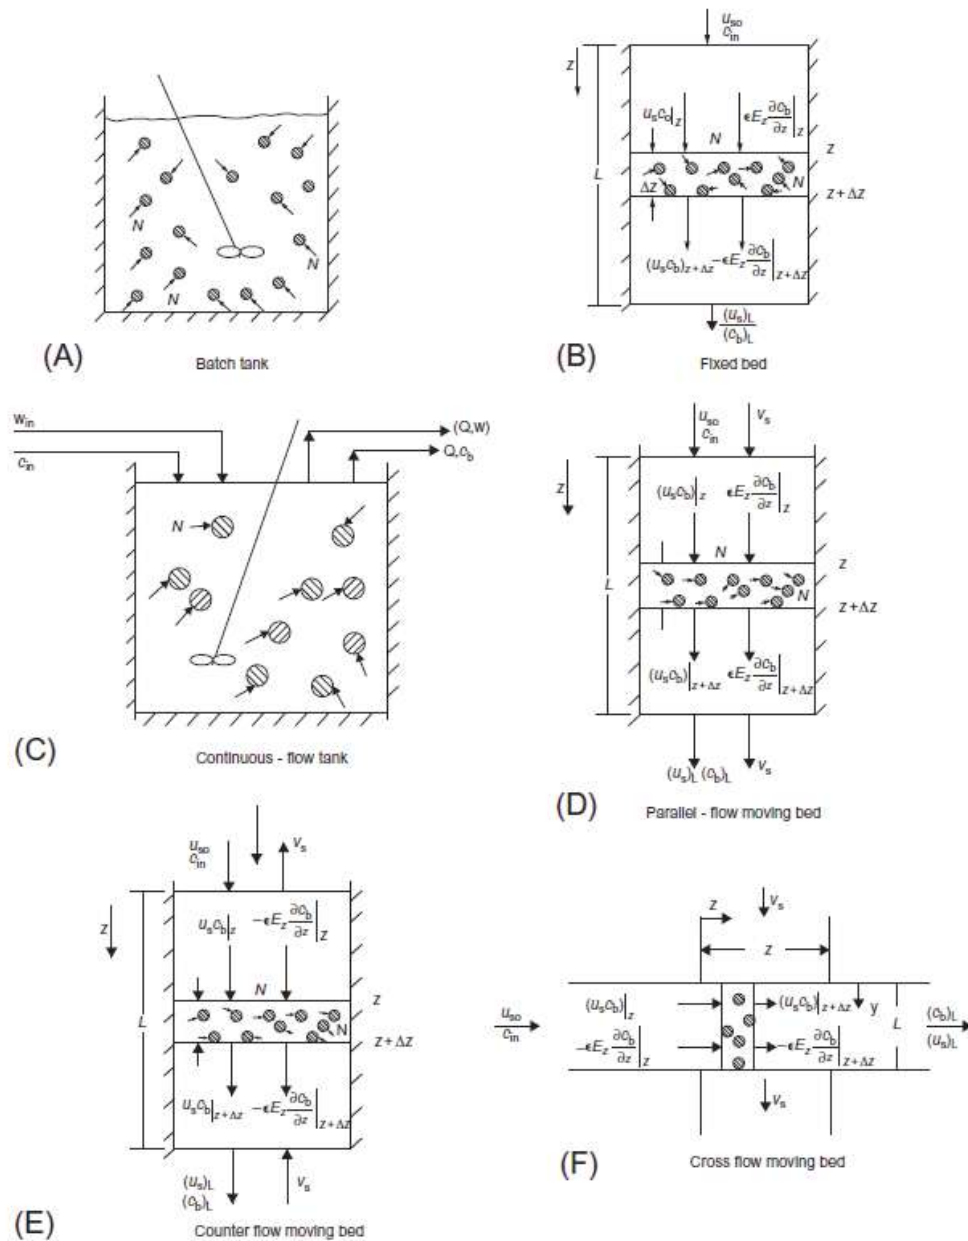 N
N
N
(A)
Batch tank
u_so
c_in
z
u_s c_o|_z
ϵE_z ∂c_b/∂z|_z
N
z
L
Δz
N
z + Δz
(u_s c_b)_{z+Δz}
−ϵE_z ∂c_b/∂z|_{z+Δz}
(u_s)_L
(c_b)_L
(B)
Fixed bed
w_in
c_in
(Q,w)
Q,c_b
N
(C)
Continuous - flow tank
u_so
c_in
v_s
z
(u_s c_b)|_z
ϵE_z ∂c_b/∂z|_z
N
z
L
N
z + Δz
(u_s c_b)|_{z+Δz}
ϵE_z ∂c_b/∂z|_{z+Δz}
(u_s)_L (c_b)_L
v_s
(D)
Parallel - flow moving bed
u_so
c_in
v_s
z
u_s c_b|_z
−ϵE_z ∂c_b/∂z|_z
N
z
L
N
z + Δz
u_s c_b|_{z+Δz}
−ϵE_z ∂c_b/∂z|_{z+Δz}
(u_s)_L
(c_b)_L
v_s
(E)
Counter flow moving bed
v_s
z
z
(u_s c_b)|_z
(u_s c_b)|_{z+Δz}
y
u_so
c_in
L
(c_b)_L
(u_s)_L
−ϵE_z ∂c_b/∂z|_z
−ϵE_z ∂c_b/∂z|_{z+Δz}
v_s
(F)
Cross flow moving bed